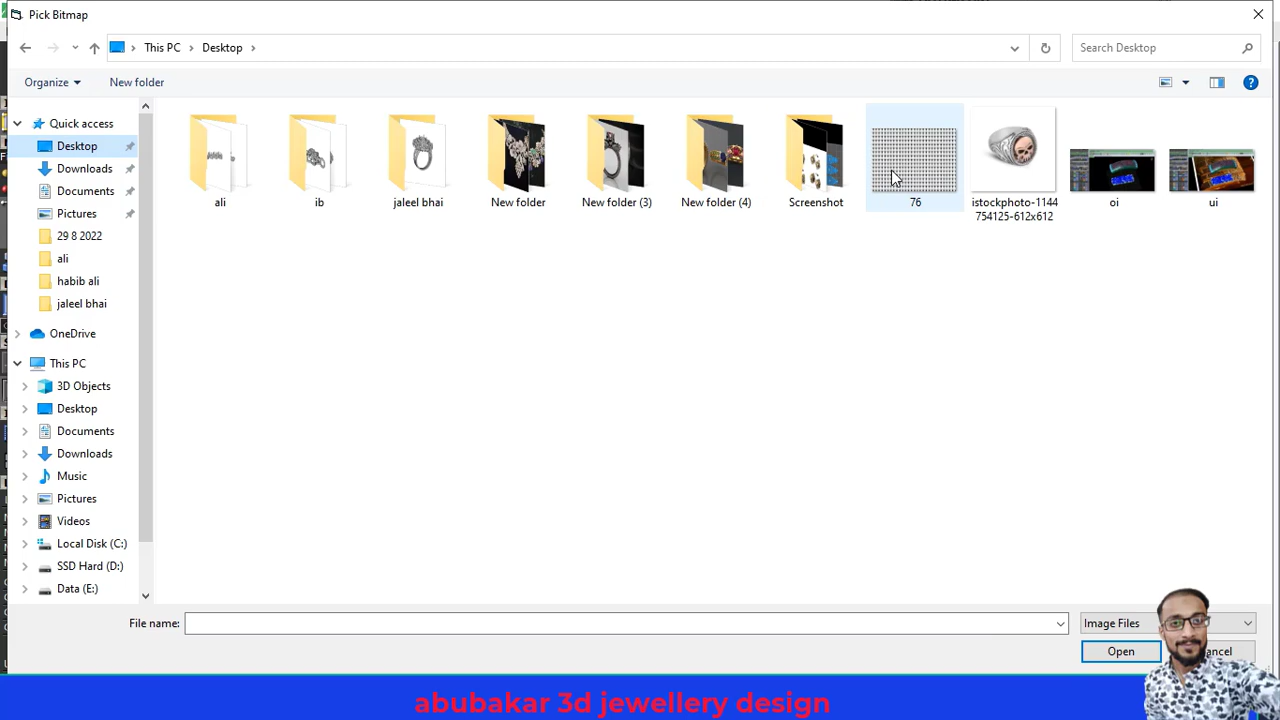 Pick Bitmap
This PC
Desktop
Search Desktop
Organize
New folder
Quick access
Desktop
Downloads
Documents
Pictures
29 8 2022
ali
habib ali
jaleel bhai
OneDrive
This PC
3D Objects
Desktop
Documents
Downloads
Music
Pictures
Videos
Local Disk (C:)
SSD Hard (D:)
Data (E:)
ali
ib
jaleel bhai
New folder
New folder (3)
New folder (4)
Screenshot
76
istockphoto-1144
754125-612x612
oi
ui
File name:
Image Files
Open
abubakar 3d jewellery design